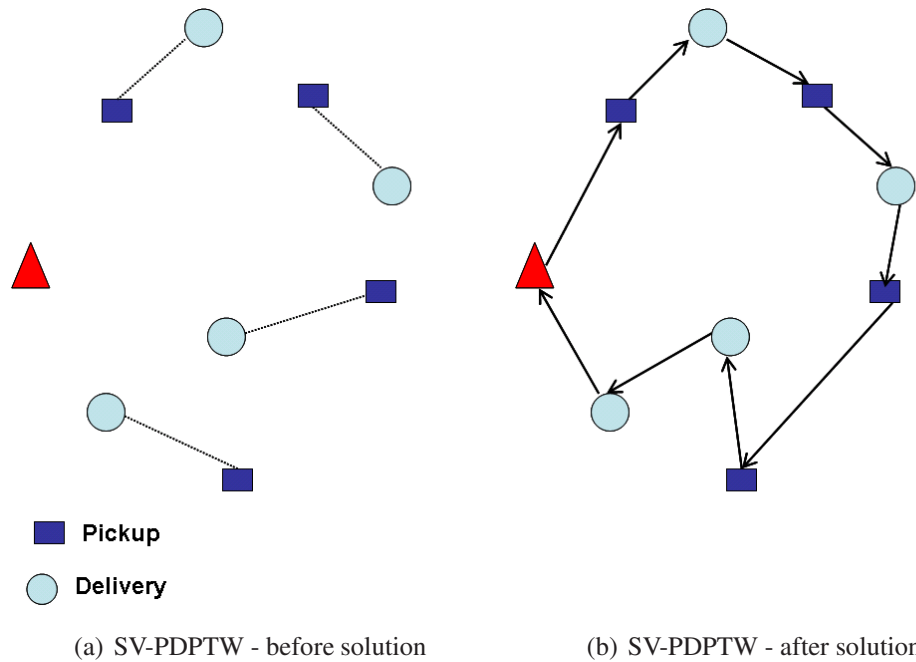 Pickup
Delivery
(a) SV-PDPTW - before solution
(b) SV-PDPTW - after solution